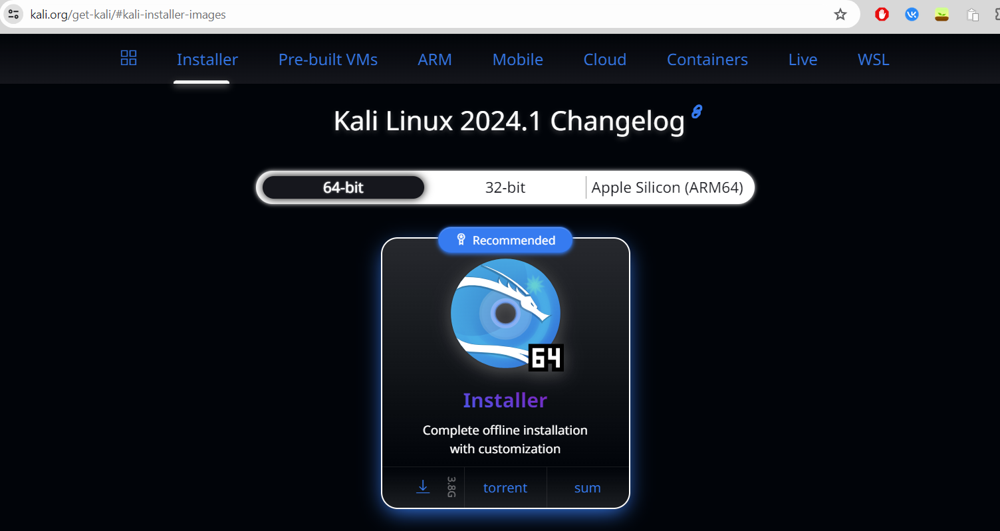 kali.org/get-kali/#kali-installer-images
Installer Pre-built VMs ARM Mobile Cloud Containers Live WSL
Kali Linux 2024.1 Changelog
64-bit 32-bit Apple Silicon (ARM64)
Recommended
64
Installer
Complete offline installation
with customization
3.8G torrent sum